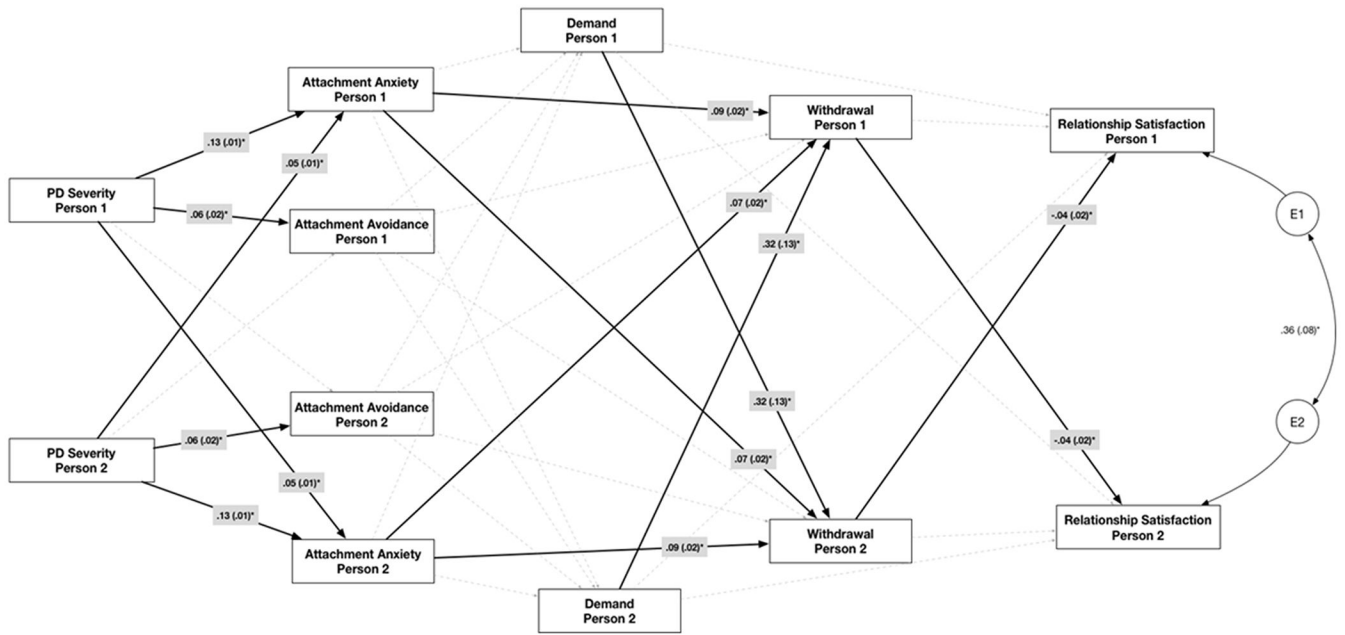 Demand
Person 1
Attachment Anxiety
Person 1
.09 (.02)*
Withdrawal
Person 1
Relationship Satisfaction
Person 1
.13 (.01)*
.05 (.01)*
PD Severity
Person 1
.06 (.02)*
Attachment Avoidance
Person 1
.07 (.02)*
.32 (.13)*
-.04 (.02)*
E1
.36 (.08)*
Attachment Avoidance
Person 2
.32 (.13)*
E2
PD Severity
Person 2
.06 (.02)*
.05 (.01)*
.07 (.02)*
-.04 (.02)*
.13 (.01)*
Attachment Anxiety
Person 2
.09 (.02)*
Withdrawal
Person 2
Relationship Satisfaction
Person 2
Demand
Person 2